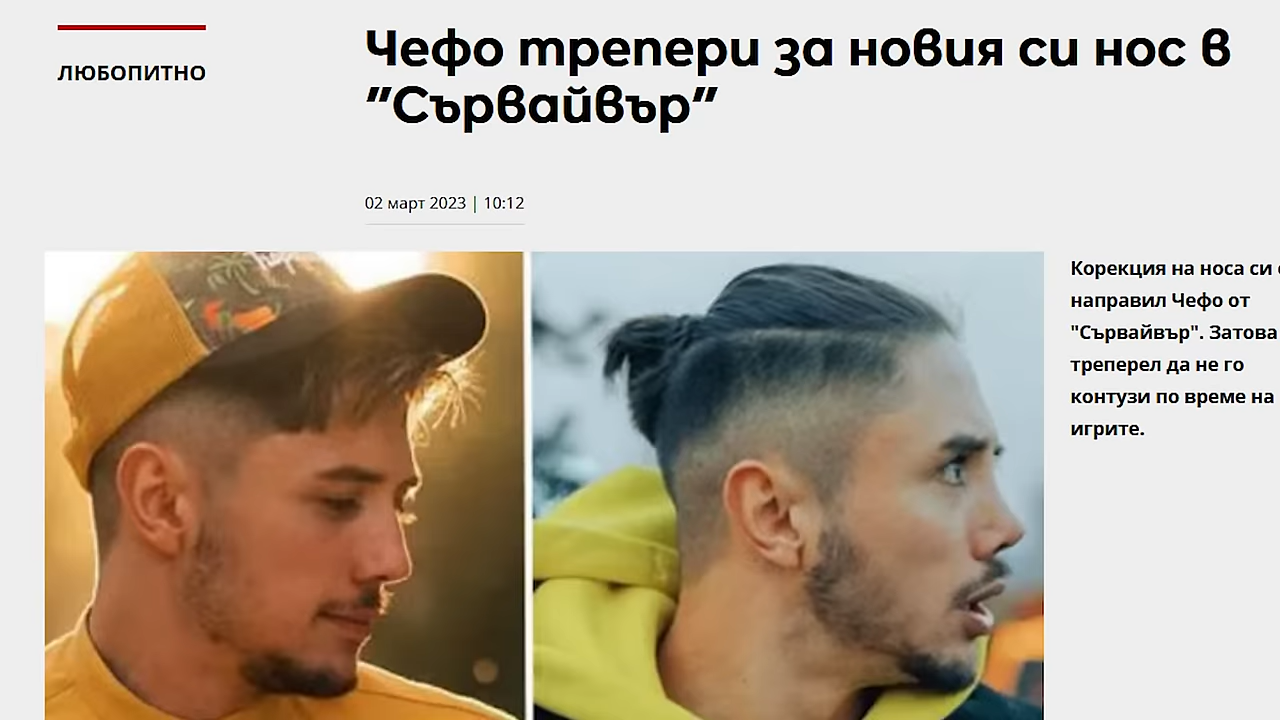 ЛЮБОПИТНО
Чефо трепери за новия си нос в
"Сървайвър"
02 март 2023 | 10:12
Корекция на носа си
направил Чефо от
"Сървайвър". Затова
треперел да не го
контузи по време на
игрите.